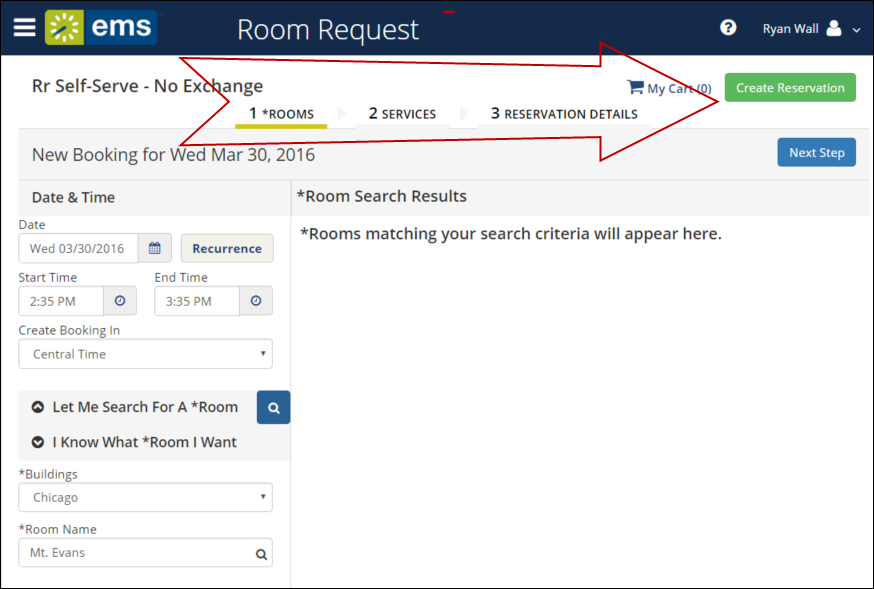 ems
Room Request
Ryan Wall
Rr Self-Serve - No Exchange
My Cart (0)
Create Reservation
1 *ROOMS
2 SERVICES
3 RESERVATION DETAILS
New Booking for Wed Mar 30, 2016
Next Step
Date & Time
*Room Search Results
Date
*Rooms matching your search criteria will appear here.
Wed 03/30/2016
Recurrence
Start Time
End Time
2:35 PM
3:35 PM
Create Booking In
Central Time
Let Me Search For A *Room
I Know What *Room I Want
*Buildings
Chicago
*Room Name
Mt. Evans